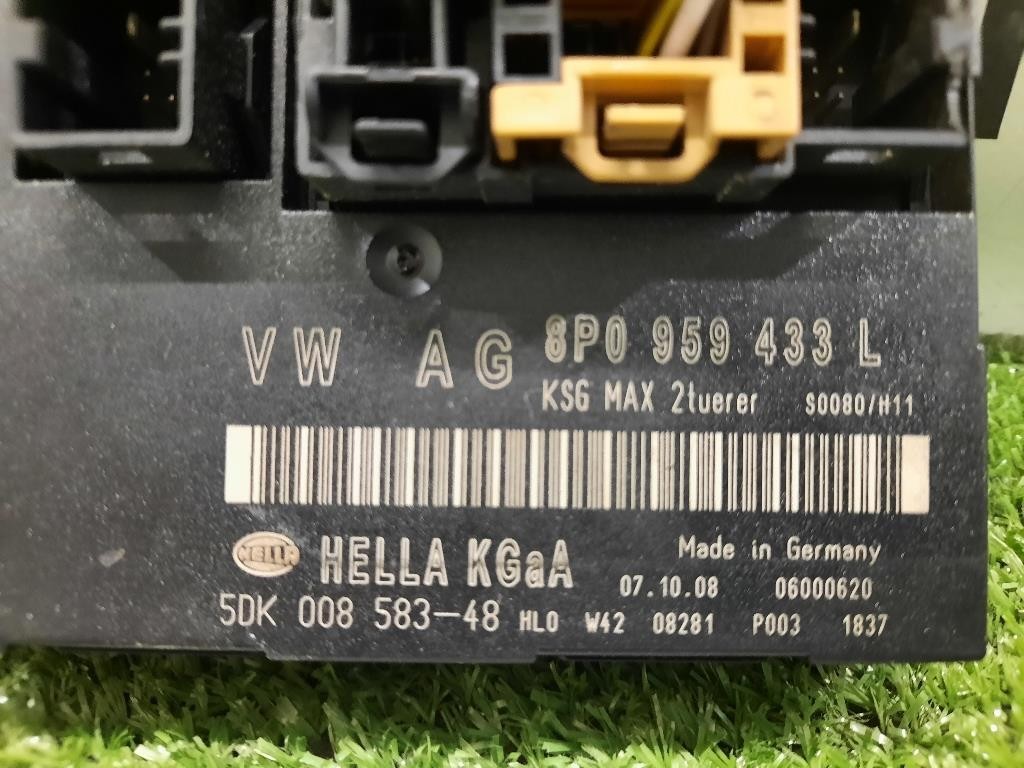 VW AG 8P0 959 433 L
KSG MAX 2tuerer S0080/H11
HELLA HELLA KGaA Made in Germany
07.10.08 06000620
5DK 008 583-48 HLO W42 08281 P003 1837